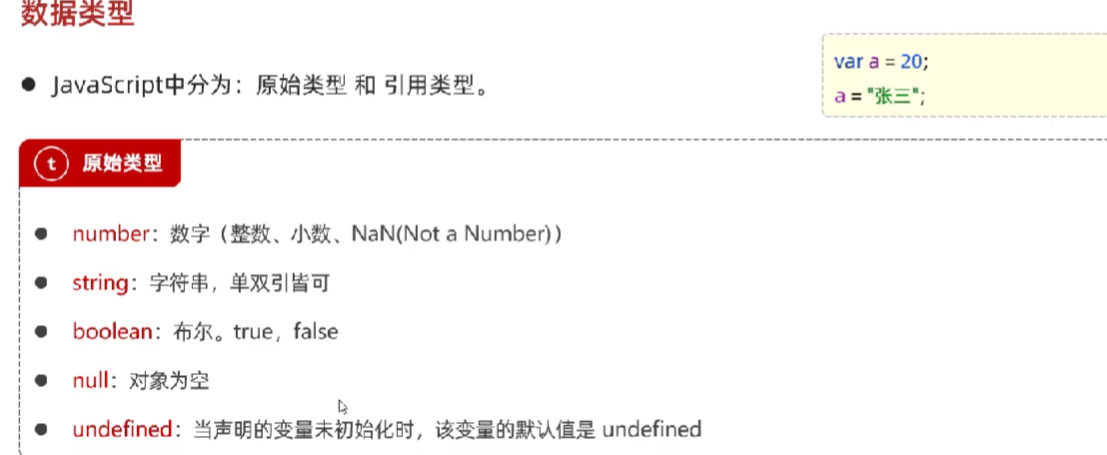 数据类型
JavaScript中分为：原始类型 和 引用类型。
var a = 20;
a = "张三";
t 原始类型
number：数字（整数、小数、NaN(Not a Number)）
string：字符串，单双引皆可
boolean：布尔。true，false
null：对象为空
undefined：当声明的变量未初始化时，该变量的默认值是 undefined